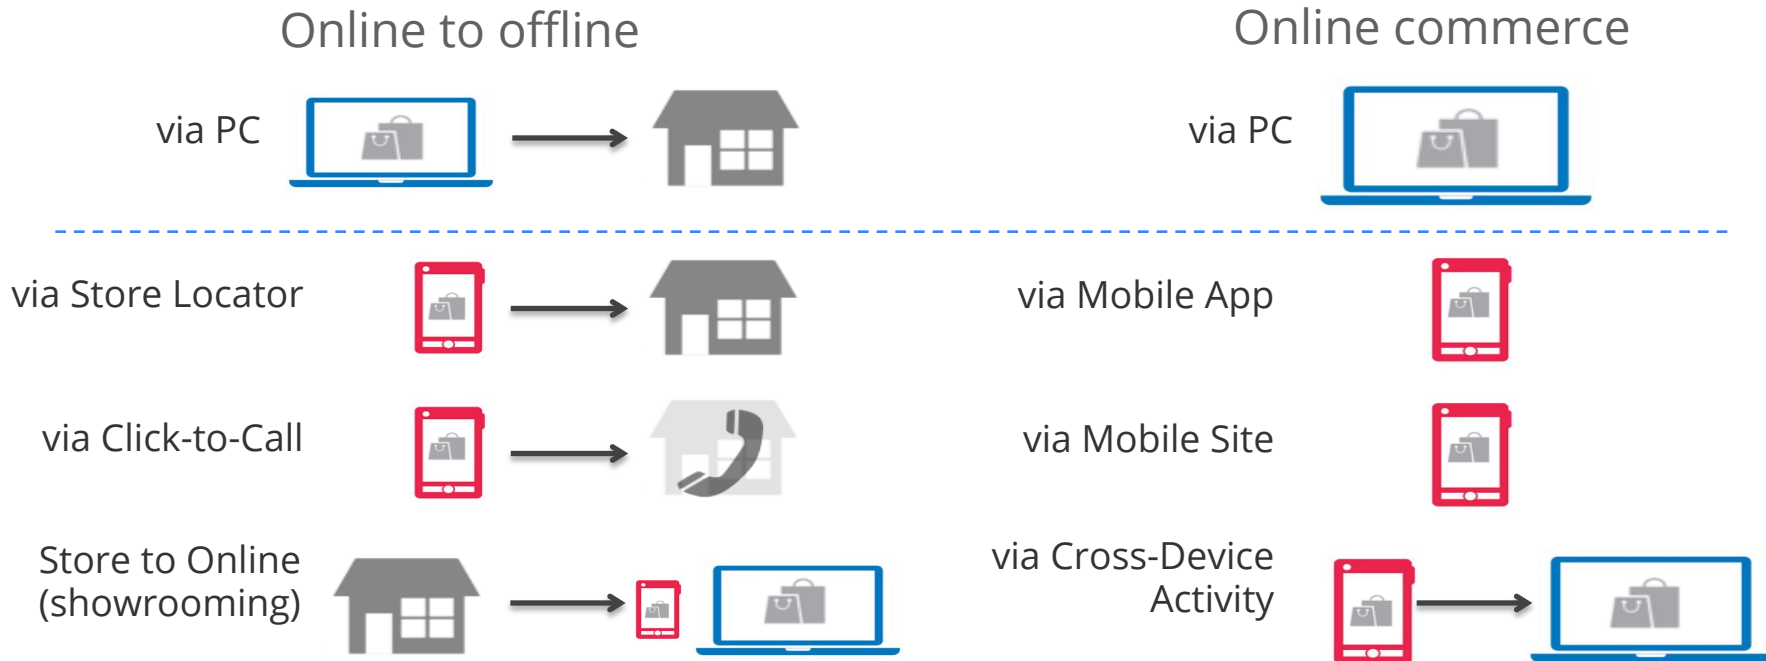 Online to offline
Online commerce
via PC
via PC
via Store Locator
via Mobile App
via Click-to-Call
via Mobile Site
Store to Online
(showrooming)
via Cross-Device
Activity